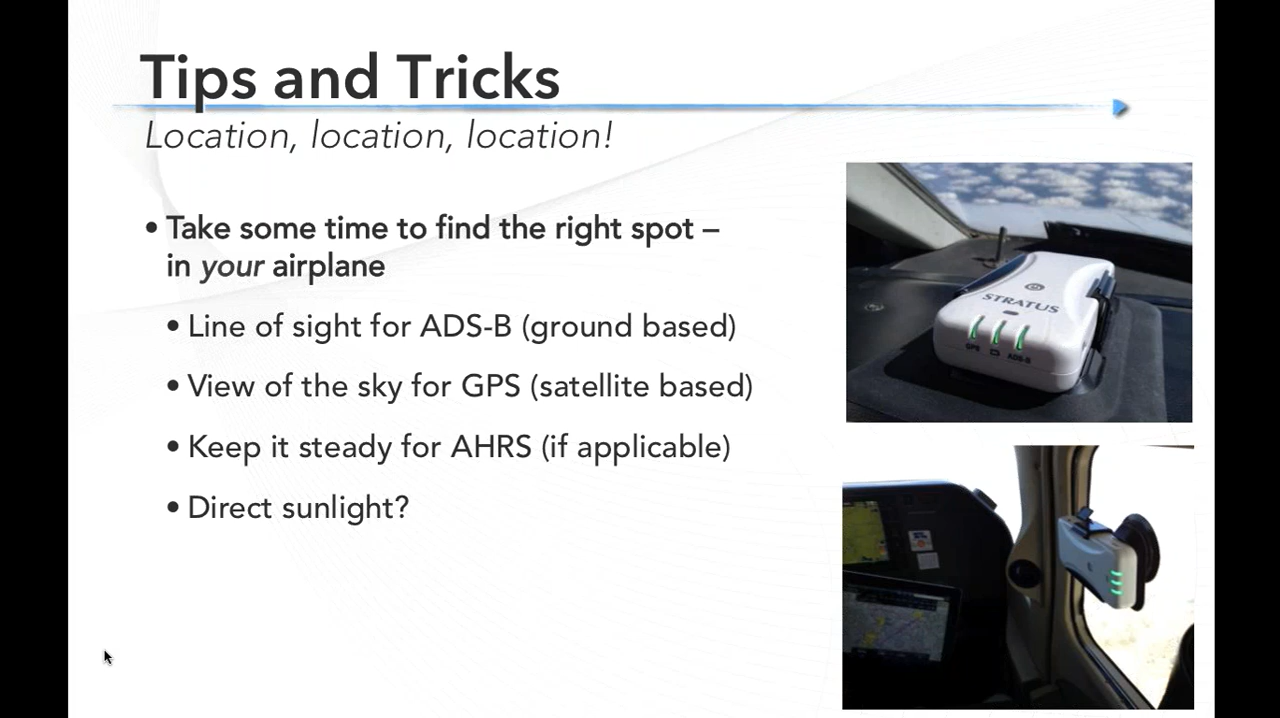 Tips and Tricks
Location, location, location!
• Take some time to find the right spot –
in your airplane
• Line of sight for ADS-B (ground based)
• View of the sky for GPS (satellite based)
• Keep it steady for AHRS (if applicable)
• Direct sunlight?
STRATUS
GPS
ADS-B